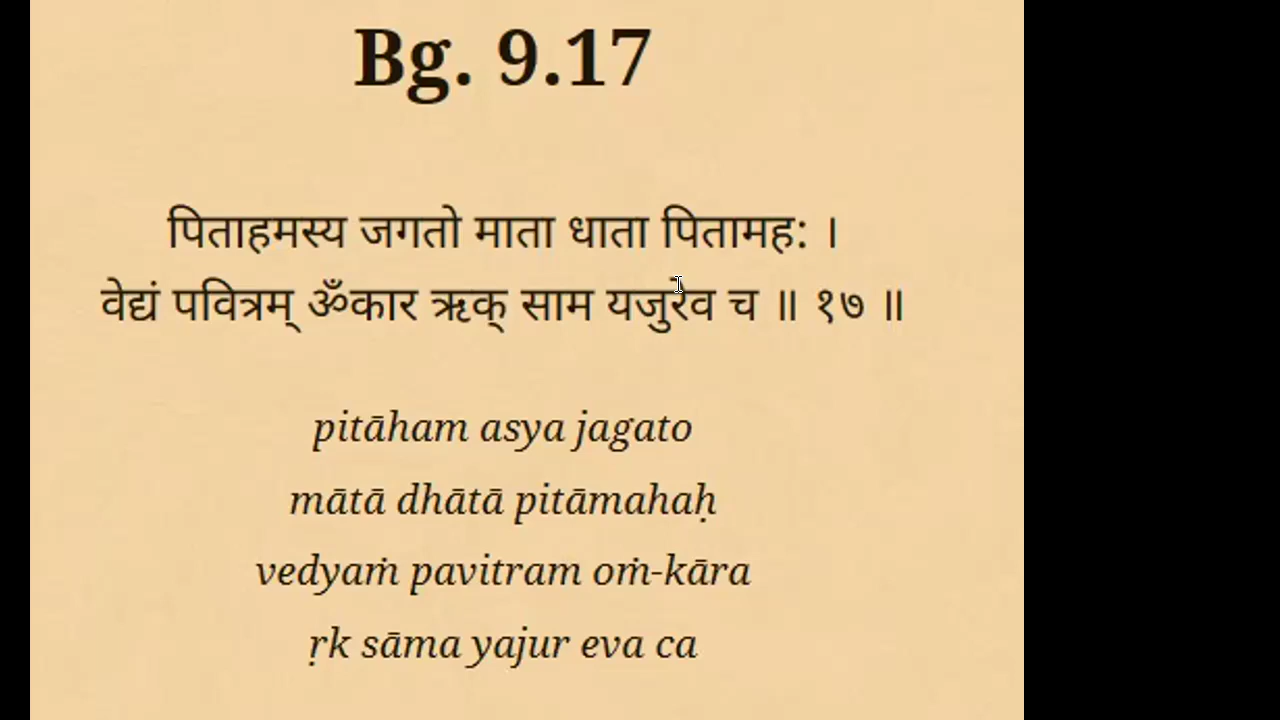 Bg. 9.17
पिताहमस्य जगतो माता धाता पितामह: ।
वेद्यं पवित्रम् ॐकार ऋक् साम यजुरेव च ॥ १७ ॥
pitāham asya jagato
mātā dhātā pitāmahaḥ
vedyaṁ pavitram oṁ-kāra
ṛk sāma yajur eva ca